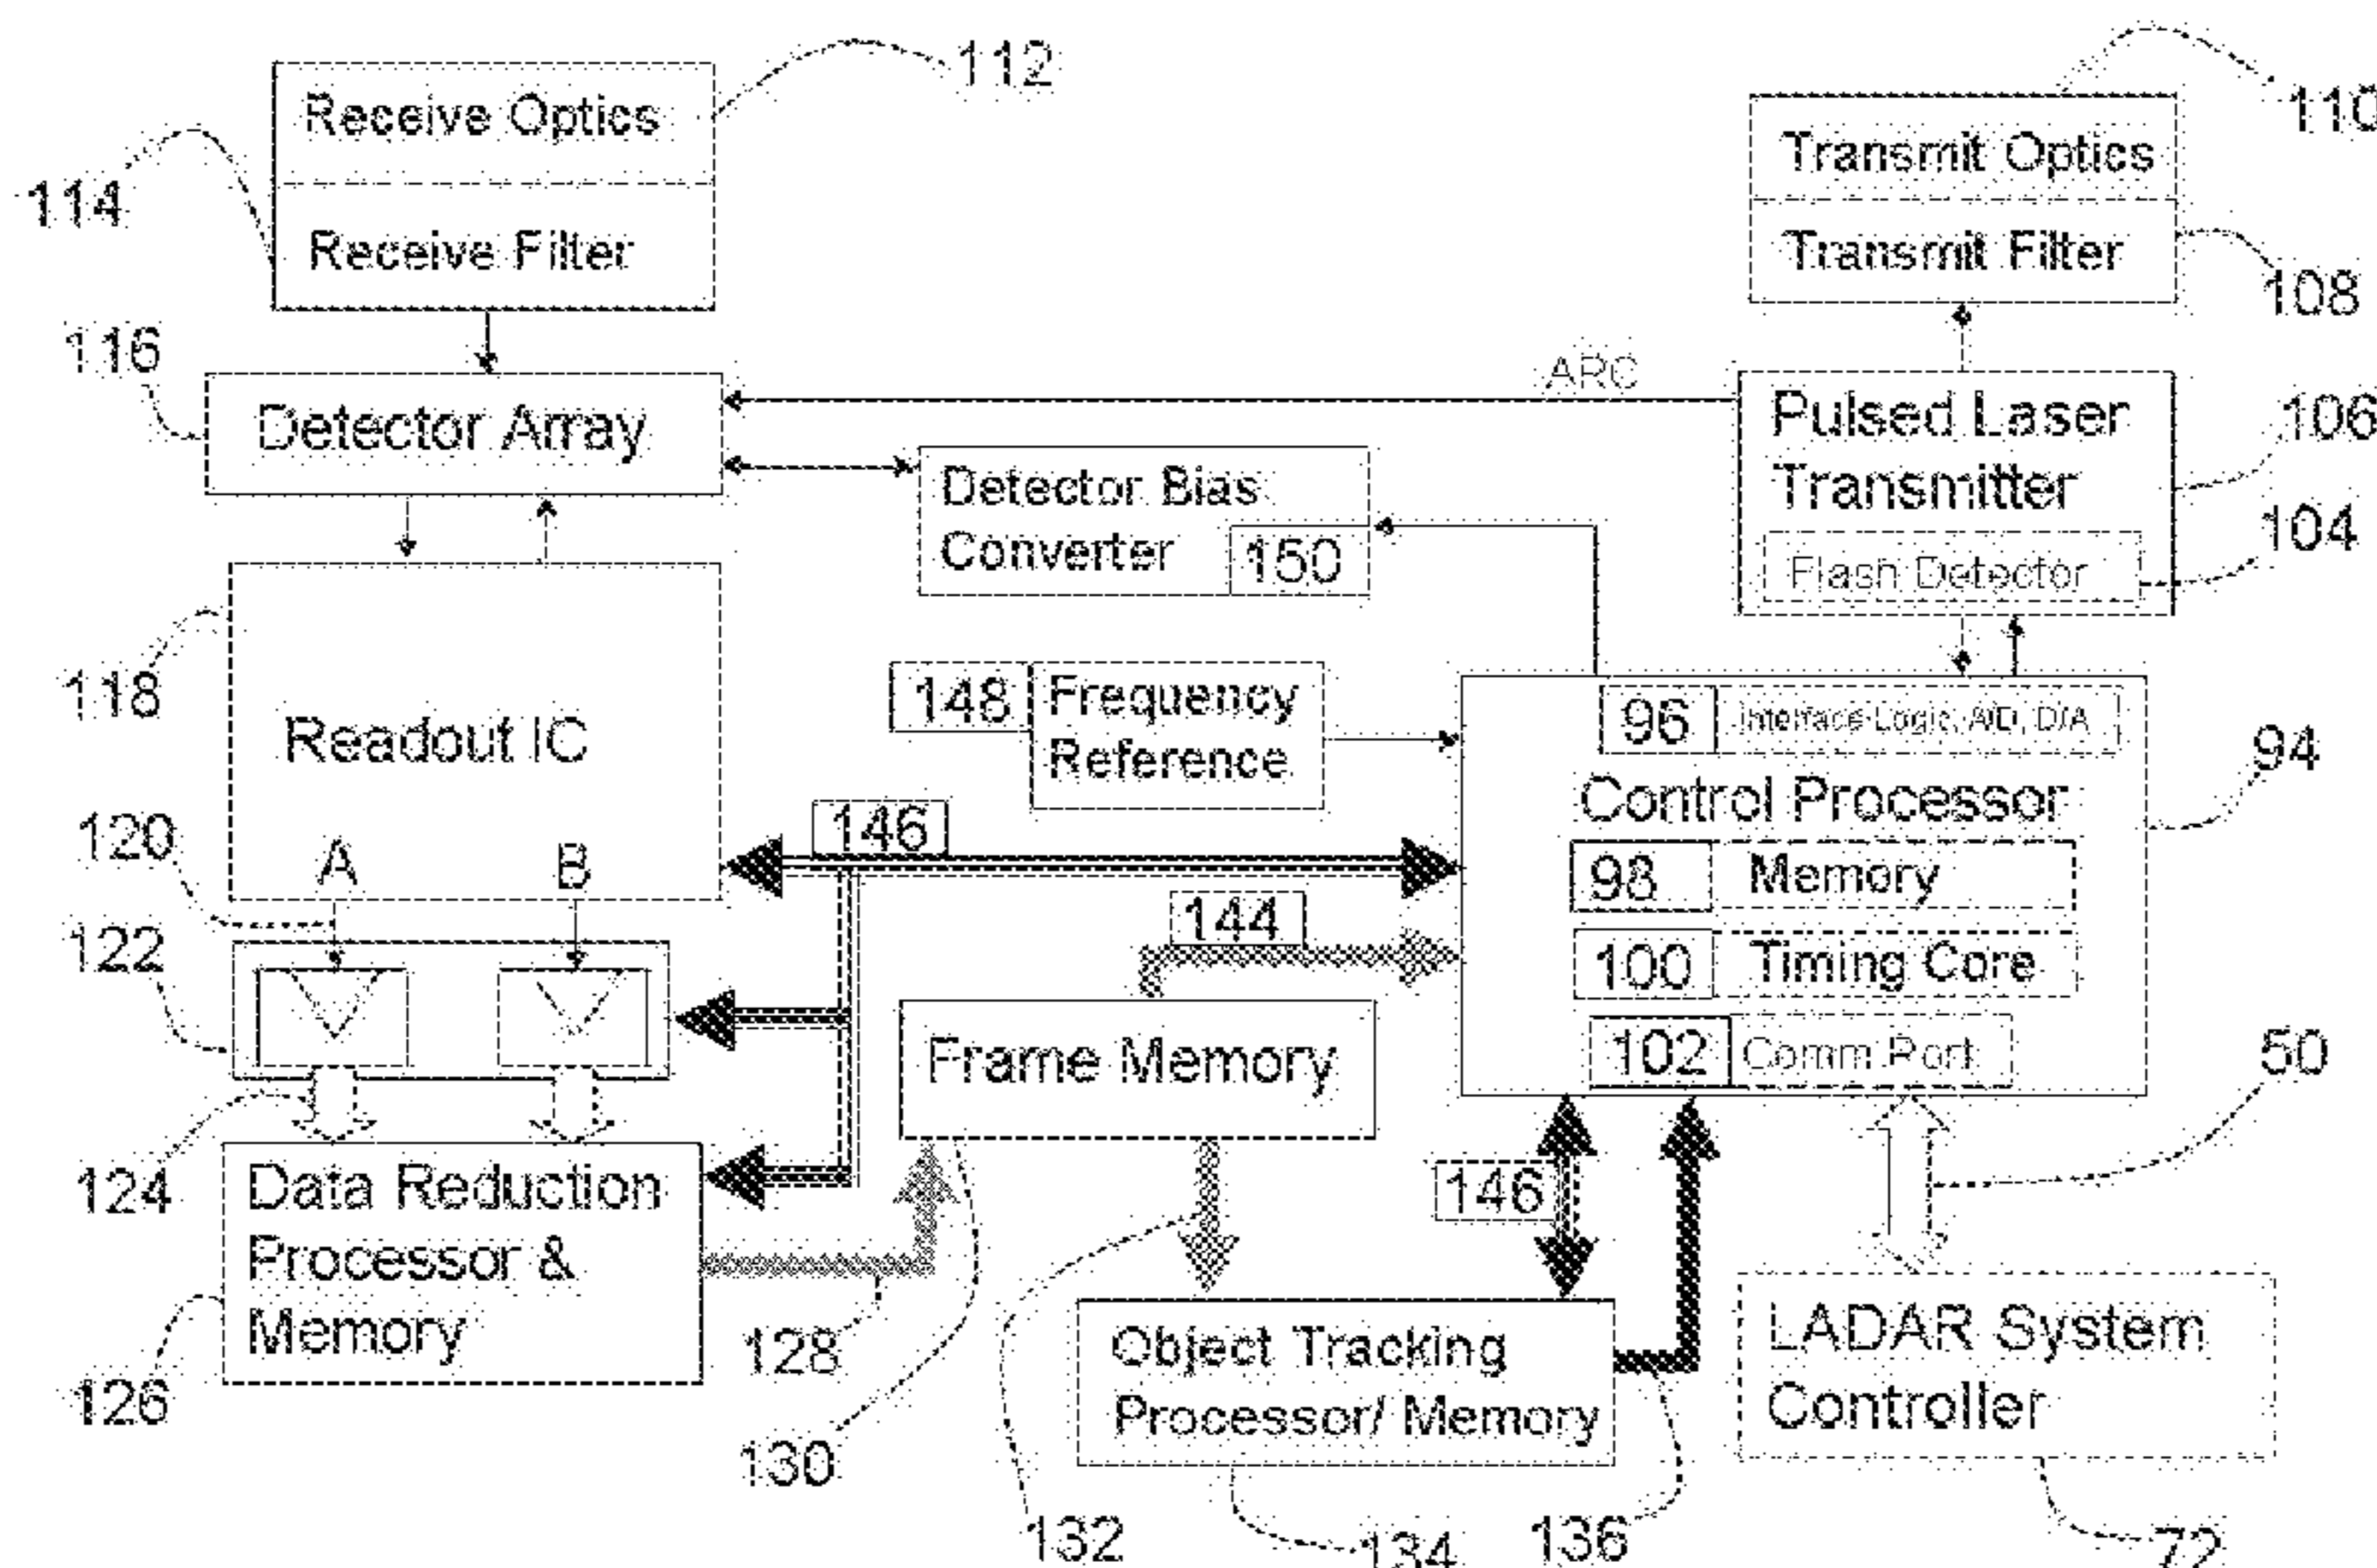 112
110
Receive Optics
Transmit Optics
114
Receive Filter
Transmit Filter
108
116
ARC
Detector Array
Pulsed Laser
Transmitter
106
Detector Bias
Converter
150
104
Flash Detector
118
148
Frequency
Reference
96
Interface Logic, A/D, D/A
Readout IC
94
Control Processor
120
146
A
B
98
Memory
144
122
100
Timing Core
Frame Memory
102
Comm Port
50
124
Data Reduction
Processor &
Memory
146
128
Object Tracking
Processor/ Memory
LADAR System
Controller
126
130
132
134
136
72